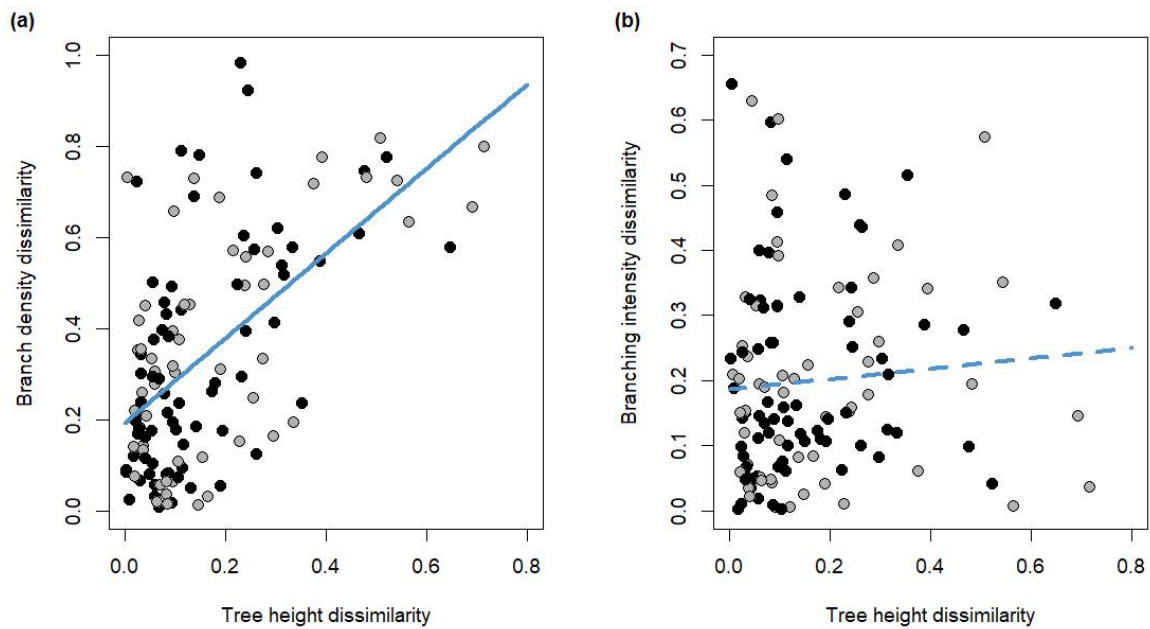 (a)
Branch density dissimilarity
1.0
0.8
0.6
0.4
0.2
0.0
0.0 0.2 0.4 0.6 0.8
Tree height dissimilarity
(b)
Branching intensity dissimilarity
0.7
0.6
0.5
0.4
0.3
0.2
0.1
0.0
0.0 0.2 0.4 0.6 0.8
Tree height dissimilarity